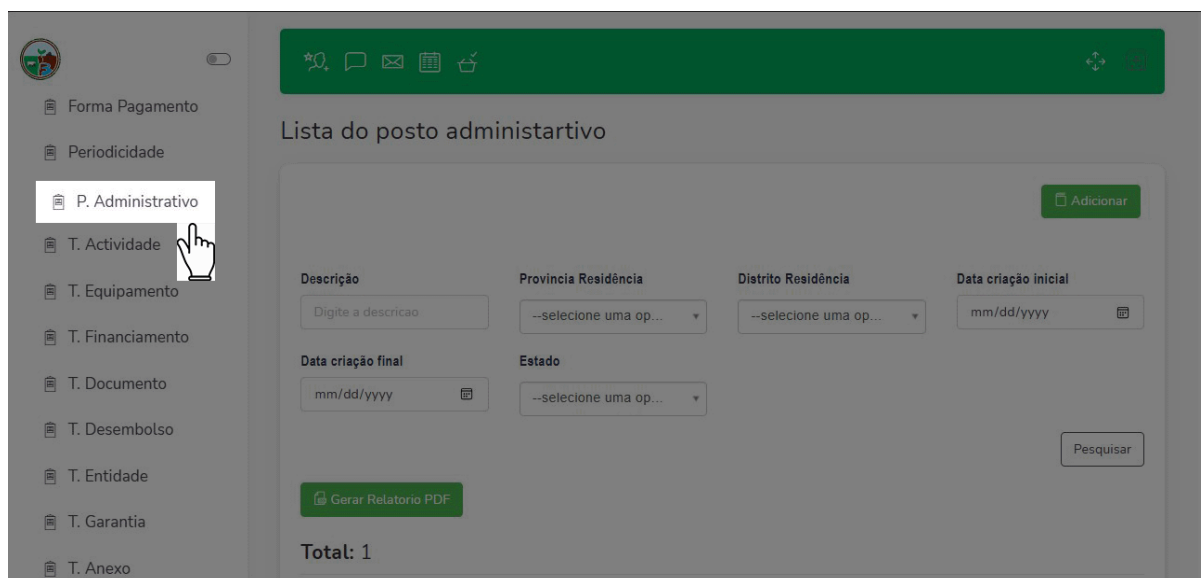 Forma Pagamento
Periodicidade
P. Administrativo
T. Actividade
T. Equipamento
T. Financiamento
T. Documento
T. Desembolso
T. Entidade
T. Garantia
T. Anexo
Lista do posto administartivo
Adicionar
Descrição
Provincia Residência
Distrito Residência
Data criação inicial
Digite a descricao
--selecione uma op...
--selecione uma op...
mm/dd/yyyy
Data criação final
Estado
mm/dd/yyyy
--selecione uma op...
Pesquisar
Gerar Relatorio PDF
Total: 1